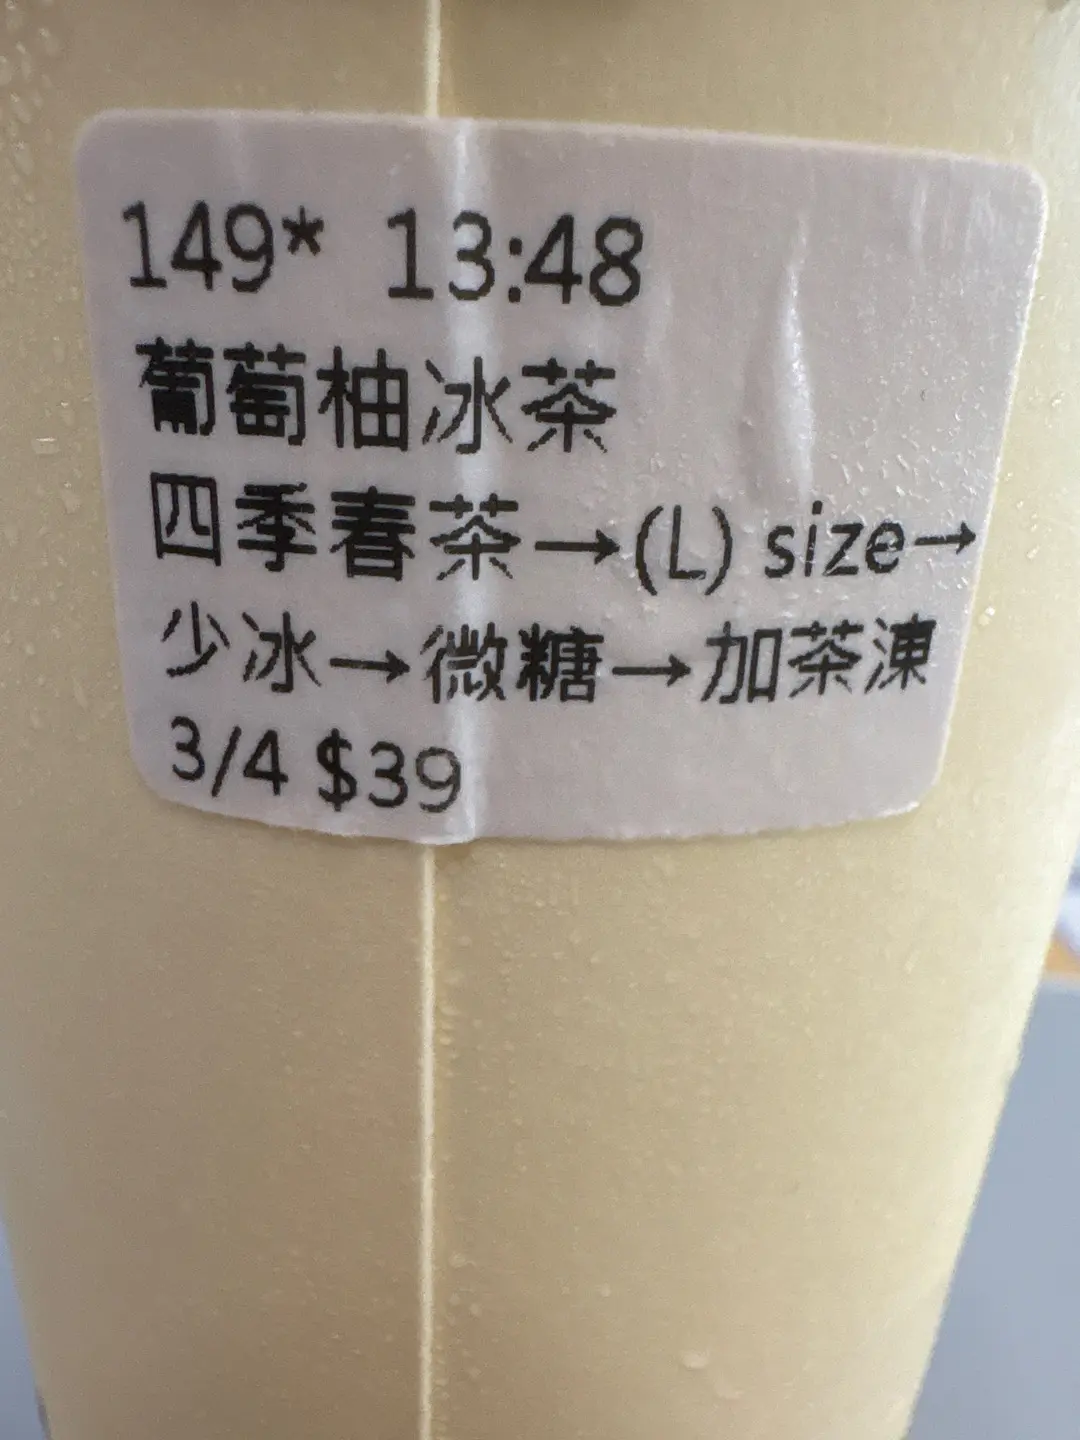 149* 13:48
葡萄柚冰茶
四季春茶→(L) size→
少冰→微糖→加茶凍
3/4 $39